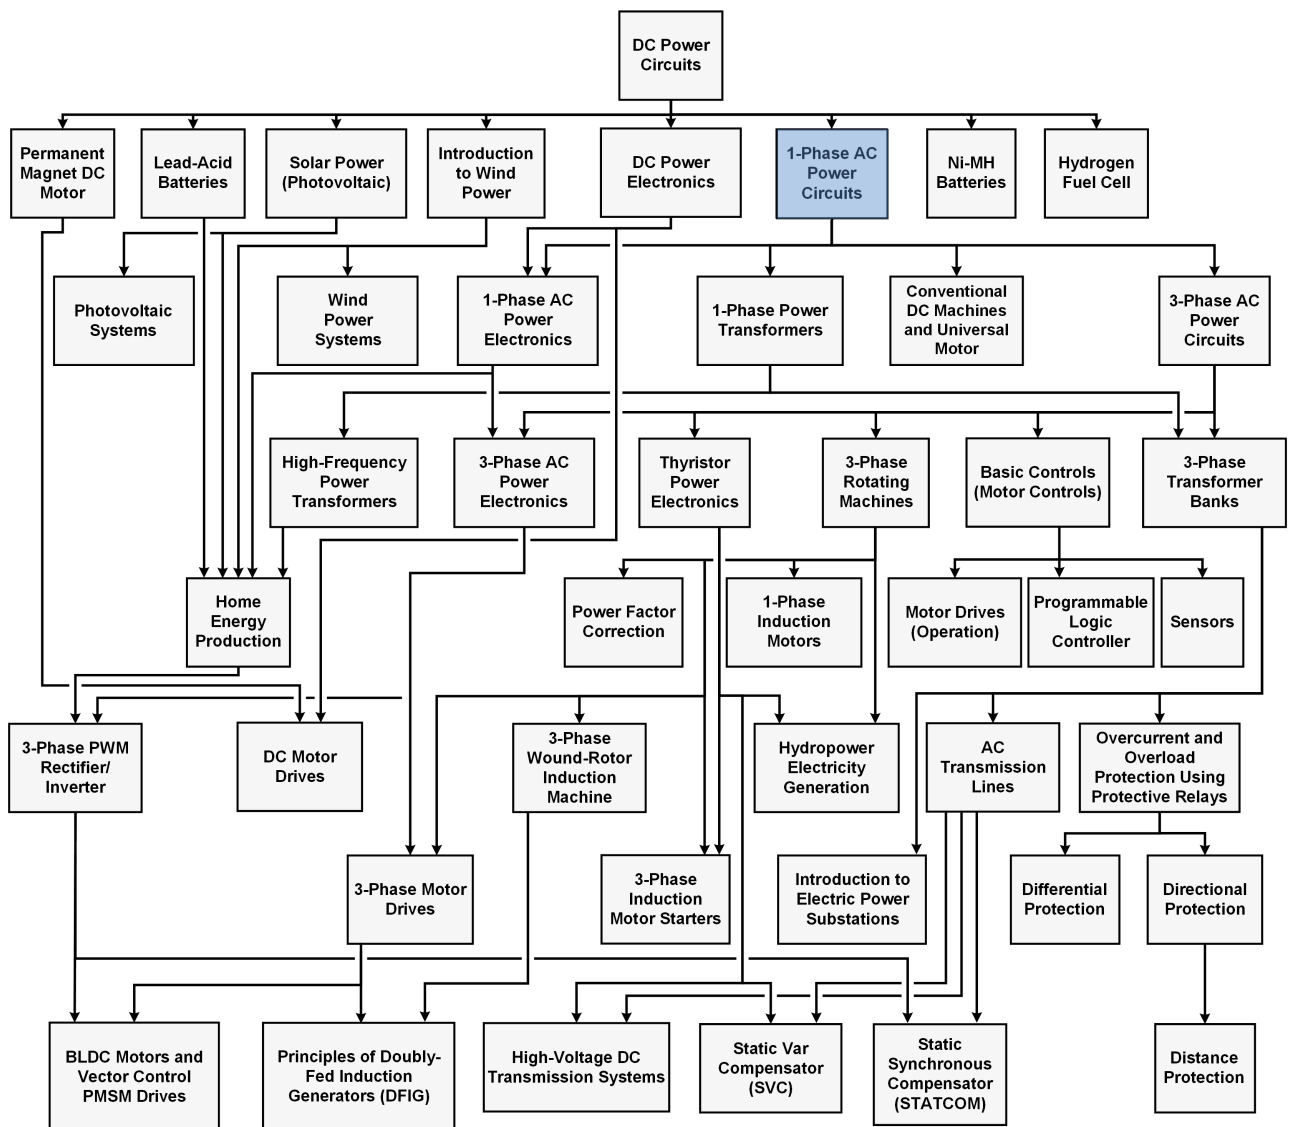 DC Power
Circuits
Permanent
Magnet DC
Motor
Lead-Acid
Batteries
Solar Power
(Photovoltaic)
Introduction
to Wind
Power
DC Power
Electronics
1-Phase AC
Power
Circuits
Ni-MH
Batteries
Hydrogen
Fuel Cell
Photovoltaic
Systems
Wind
Power
Systems
1-Phase AC
Power
Electronics
1-Phase Power
Transformers
Conventional
DC Machines
and Universal
Motor
3-Phase AC
Power
Circuits
High-Frequency
Power
Transformers
3-Phase AC
Power
Electronics
Thyristor
Power
Electronics
3-Phase
Rotating
Machines
Basic Controls
(Motor Controls)
3-Phase
Transformer
Banks
Home
Energy
Production
Power Factor
Correction
1-Phase
Induction
Motors
Motor Drives
(Operation)
Programmable
Logic
Controller
Sensors
3-Phase PWM
Rectifier/
Inverter
DC Motor
Drives
3-Phase
Wound-Rotor
Induction
Machine
Hydropower
Electricity
Generation
AC
Transmission
Lines
Overcurrent and
Overload
Protection Using
Protective Relays
3-Phase Motor
Drives
3-Phase
Induction
Motor Starters
Introduction to
Electric Power
Substations
Differential
Protection
Directional
Protection
BLDC Motors and
Vector Control
PMSM Drives
Principles of Doubly-
Fed Induction
Generators (DFIG)
High-Voltage DC
Transmission Systems
Static Var
Compensator
(SVC)
Static
Synchronous
Compensator
(STATCOM)
Distance
Protection